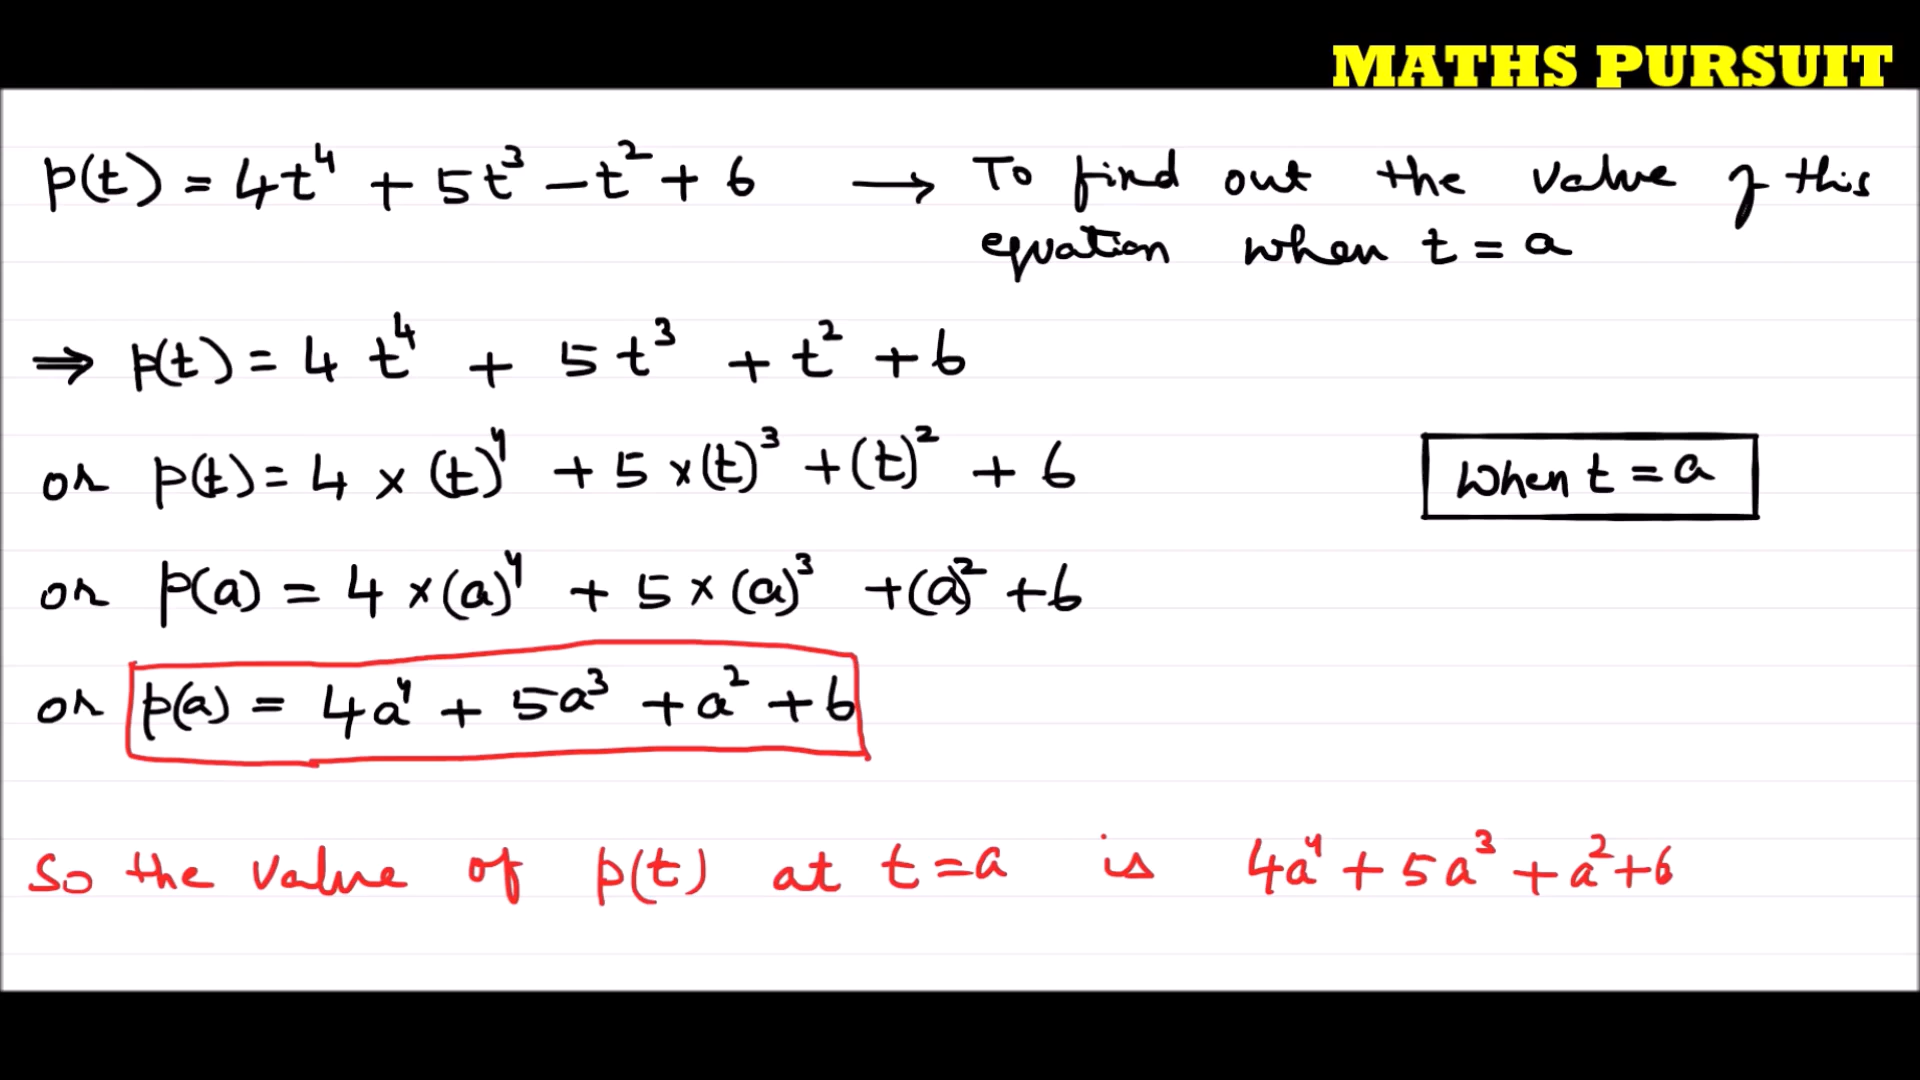 MATHS PURSUIT
p(t) = 4t⁴ + 5t³ – t² + 6 → To find out the value of this
equation when t = a
⇒ p(t) = 4 t⁴ + 5 t³ + t² + 6
or p(t) = 4 × (t)⁴ + 5 × (t)³ + (t)² + 6
When t = a
or p(a) = 4 × (a)⁴ + 5 × (a)³ + (a)² + 6
or p(a) = 4a⁴ + 5a³ + a² + 6
So the value of p(t) at t = a is 4a⁴ + 5a³ + a² + 6